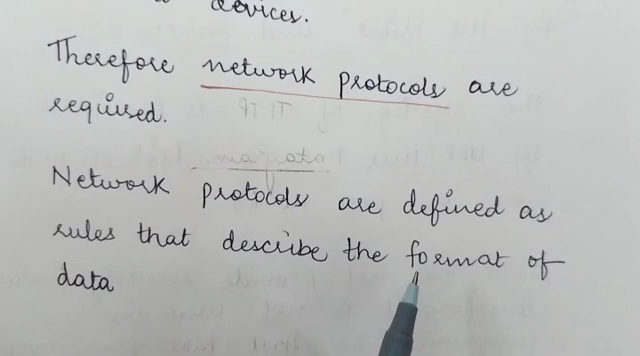 devices.
Therefore network protocols are
required.
Network protocols are defined as
rules that describe the format of
data